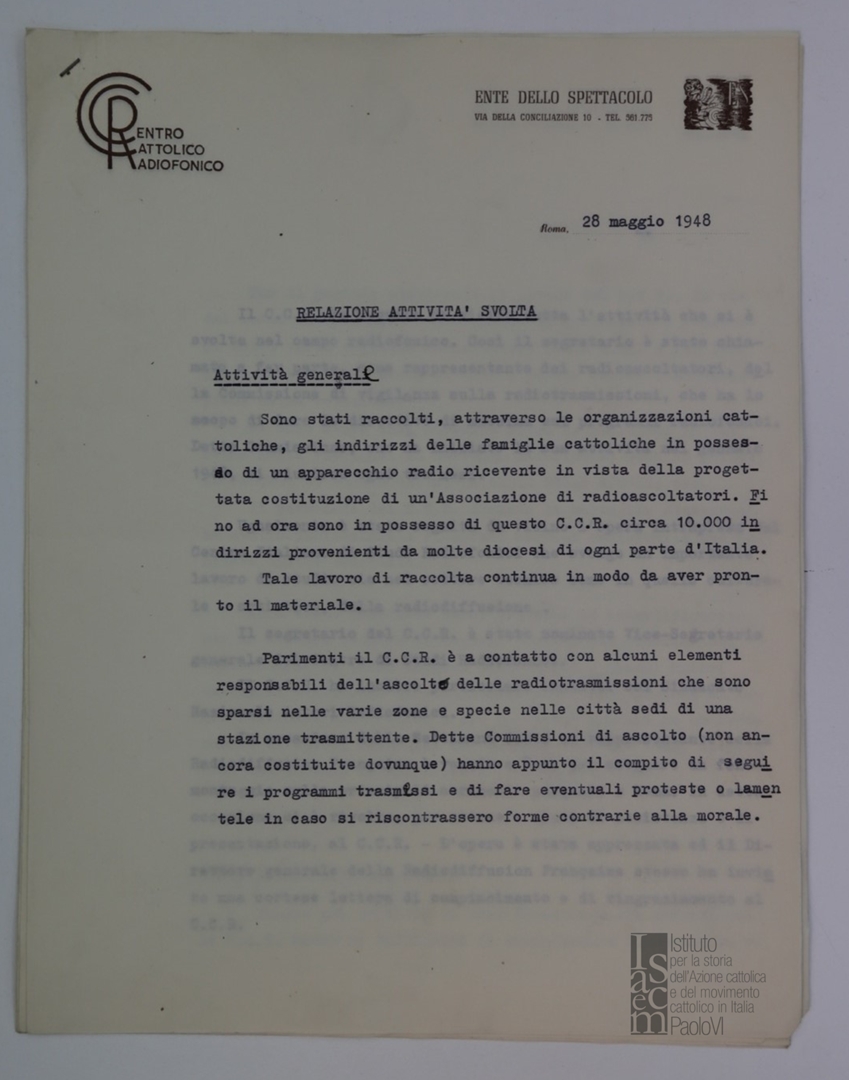 CENTRO
CATTOLICO
RADIOFONICO
ENTE DELLO SPETTACOLO
VIA DELLA CONCILIAZIONE 10 - TEL 561.775
Roma, 28 maggio 1948
RELAZIONE ATTIVITA' SVOLTA
Attività generale
Sono stati raccolti, attraverso le organizzazioni cat-
toliche, gli indirizzi delle famiglie cattoliche in posses-
do di un apparecchio radio ricevente in vista della proget-
tata costituzione di un'Associazione di radioascoltatori. Fi
no ad ora sono in possesso di questo C.C.R. circa 10.000 in
dirizzi provenienti da molte diocesi di ogni parte d'Italia.
Tale lavoro di raccolta continua in modo da aver pron-
to il materiale.
Parimenti il C.C.R. è a contatto con alcuni elementi
responsabili dell'ascolto delle radiotrasmissioni che sono
sparsi nelle varie zone e specie nelle città sedi di una
stazione trasmittente. Dette Commissioni di ascolto (non an-
cora costituite dovunque) hanno appunto il compito di segui
re i programmi trasmessi e di fare eventuali proteste o lamen
tele in caso si riscontrassero forme contrarie alla morale.
Isacem
Istituto
per la storia
dell'Azione cattolica
e del movimento
cattolico in Italia
PaoloVI